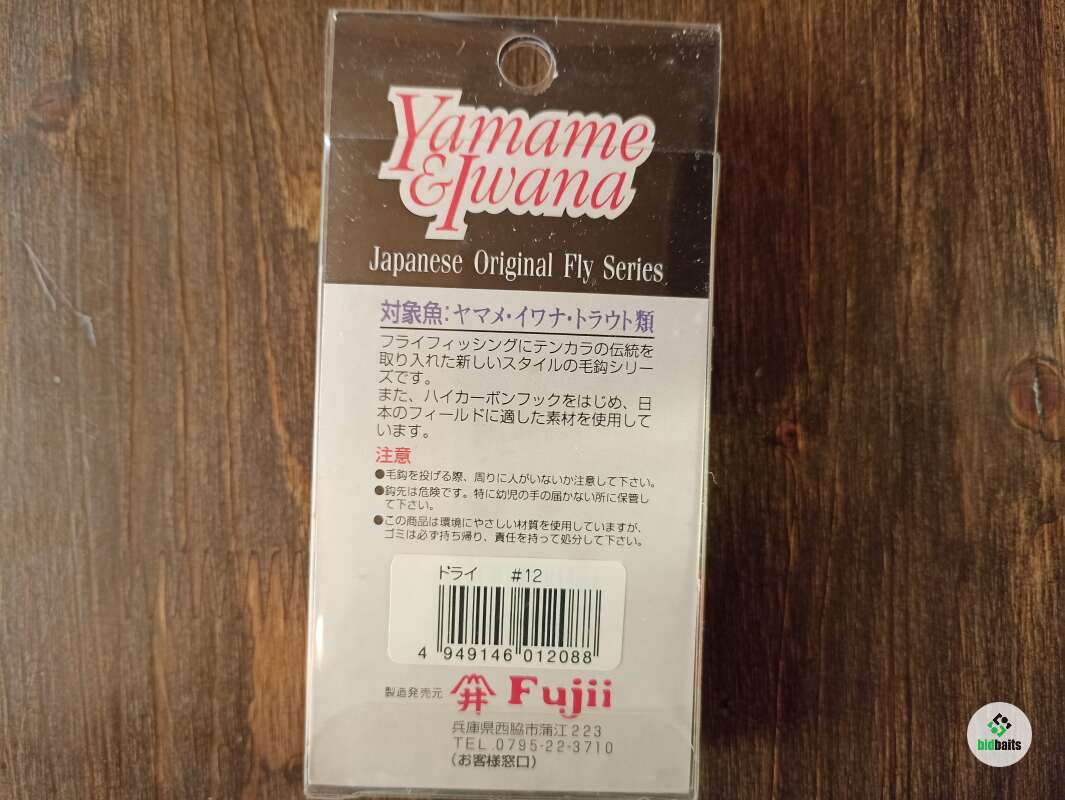 Yamame
&Iwana
Japanese Original Fly Series
対象魚:ヤマメ・イワナ・トラウト類
フライフィッシングにテンカラの伝統を
取り入れた新しいスタイルの毛鈎シリー
ズです。
また、ハイカーボンフックをはじめ、日
本のフィールドに適した素材を使用して
います。
注意
●毛鈎を投げる際、周りに人がいないか注意して下さい。
●鈎先は危険です。特に幼児の手の届かない所に保管し
て下さい。
●この商品は環境にやさしい材質を使用していますが、
ゴミは必ず持ち帰り、責任を持って処分して下さい。
ドライ #12
4 949146 012088
製造発売元 井 Fujii
兵庫県西脇市蒲江223
TEL.0795-22-3710
(お客様窓口)
bidbaits